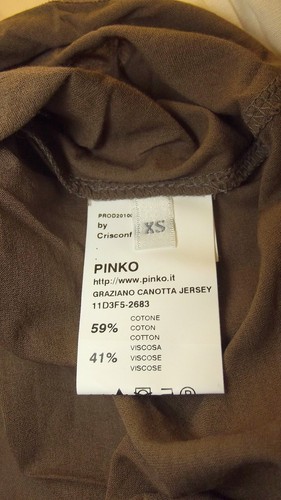 by
Crisconf
XS
PINKO
http://www.pinko.it
GRAZIANO CANOTTA JERSEY
11D3F5-2683
COTONE
59% COTON
COTTON
VISCOSA
41% VISCOSE
VISCOSE